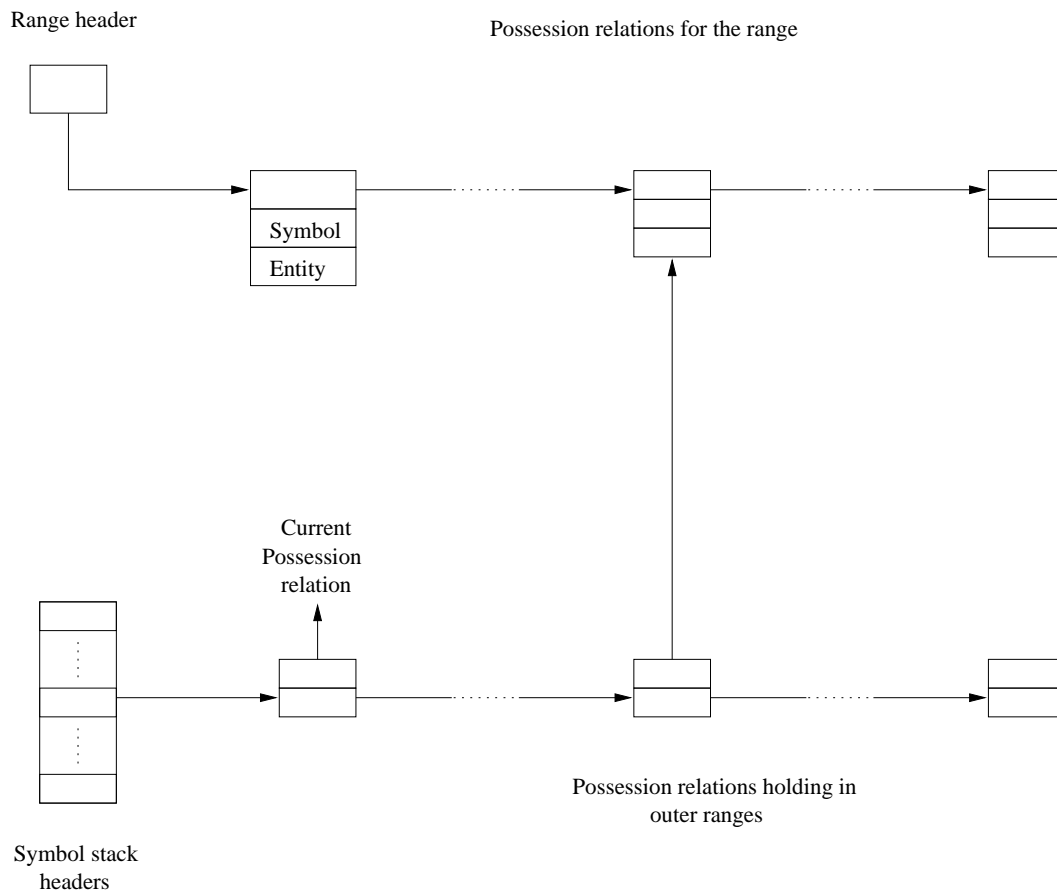 Range header
Possession relations for the range
Symbol
Entity
Current
Possession
relation
Possession relations holding in
outer ranges
Symbol stack
headers